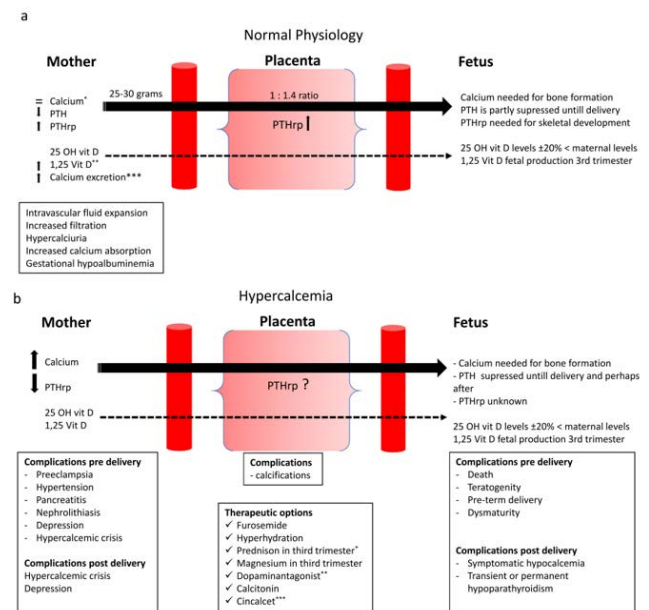 a
Normal Physiology
Mother
Placenta
Fetus
25-30 grams
1 : 1.4 ratio
= Calcium*
PTH
PTHrp
PTHrp
Calcium needed for bone formation
PTH is partly supressed untill delivery
PTHrp needed for skeletal development
25 OH vit D
1,25 Vit D**
Calcium excretion***
25 OH vit D levels ±20% < maternal levels
1,25 Vit D fetal production 3rd trimester
Intravascular fluid expansion
Increased filtration
Hypercalciuria
Increased calcium absorption
Gestational hypoalbuminemia
b
Hypercalcemia
Mother
Placenta
Fetus
Calcium
PTHrp
PTHrp ?
- Calcium needed for bone formation
- PTH supressed untill delivery and perhaps
after
- PTHrp unknown
25 OH vit D
1,25 Vit D
25 OH vit D levels ±20% < maternal levels
1,25 Vit D fetal production 3rd trimester
Complications pre delivery
- Preeclampsia
- Hypertension
- Pancreatitis
- Nephrolithiasis
- Depression
- Hypercalcemic crisis
Complications post delivery
Hypercalcemic crisis
Depression
Complications
- calcifications
Therapeutic options
✓ Furosemide
✓ Hyperhydration
✓ Prednison in third trimester*
✓ Magnesium in third trimester
✓ Dopaminantagonist**
✓ Calcitonin
✓ Cincalcet***
Complications pre delivery
- Death
- Teratogenity
- Pre-term delivery
- Dysmaturity
Complications post delivery
- Symptomatic hypocalcemia
- Transient or permanent
hypoparathyroidism